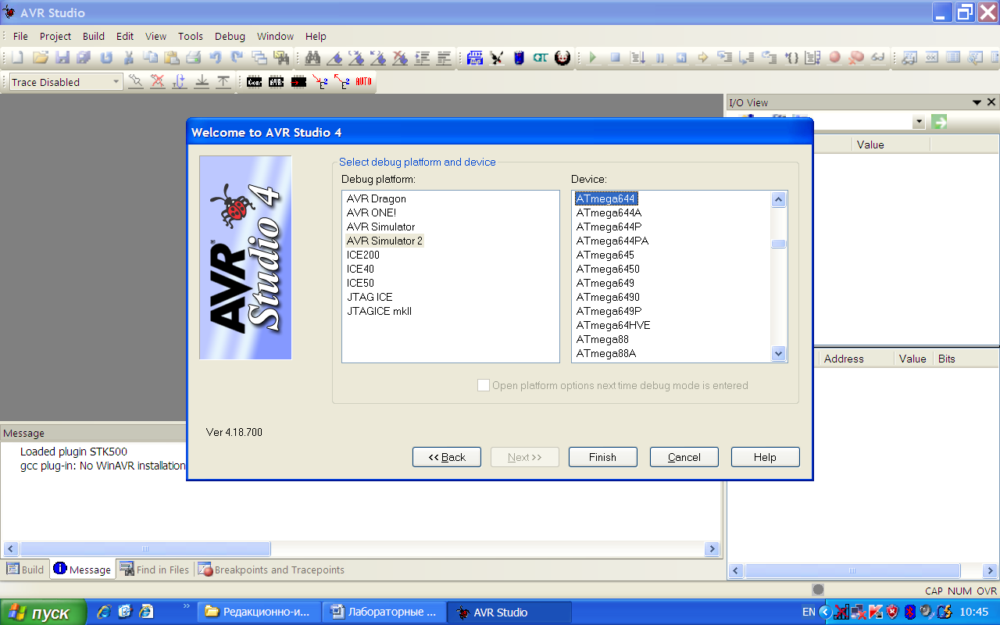 AVR Studio
File Project Build Edit View Tools Debug Window Help
Trace Disabled
Con
AVR
AUTO
I/O View
Value
Welcome to AVR Studio 4
AVR Studio 4
Select debug platform and device
Debug platform:
AVR Dragon
AVR ONE!
AVR Simulator
AVR Simulator 2
ICE200
ICE40
ICE50
JTAG ICE
JTAGICE mkII
Device:
ATmega644
ATmega644A
ATmega644P
ATmega644PA
ATmega645
ATmega6450
ATmega649
ATmega6490
ATmega649P
ATmega64HVE
ATmega88
ATmega88A
Open platform options next time debug mode is entered
Ver 4.18.700
<< Back Next >> Finish Cancel Help
Address Value Bits
Message
Loaded plugin STK500
gcc plug-in: No WinAVR installation
Build Message Find in Files Breakpoints and Tracepoints
CAP NUM OVR
пуск
Редакционно-и...
Лабораторные ...
AVR Studio
EN
10:45